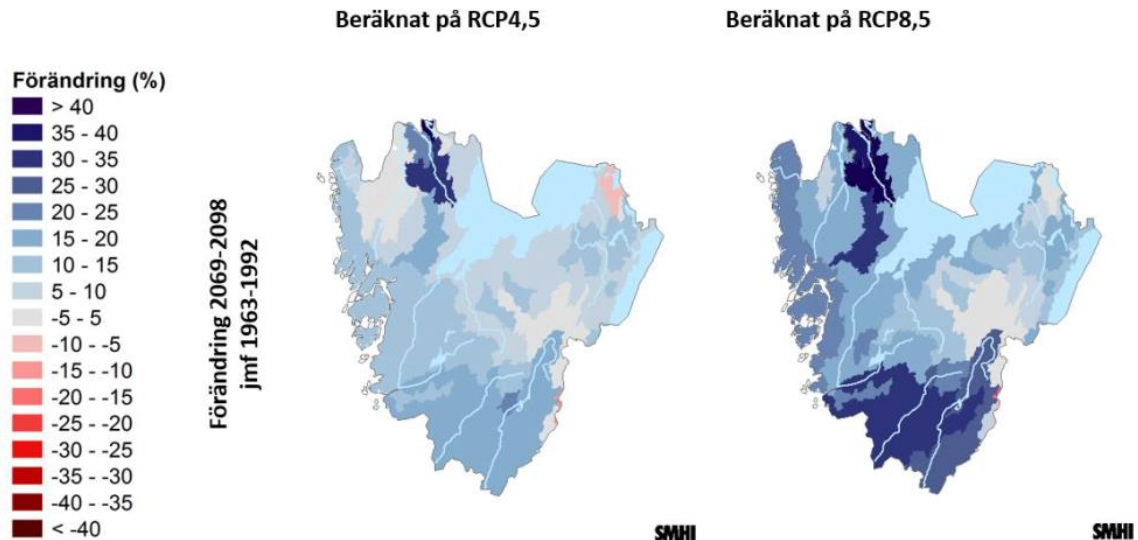 Beräknat på RCP4,5
Beräknat på RCP8,5
Förändring (%)
> 40
35 - 40
30 - 35
25 - 30
20 - 25
15 - 20
10 - 15
5 - 10
-5 - 5
-10 - -5
-15 - -10
-20 - -15
-25 - -20
-30 - -25
-35 - -30
-40 - -35
< -40
Förändring 2069-2098
jmf 1963-1992
SMHI
SMHI